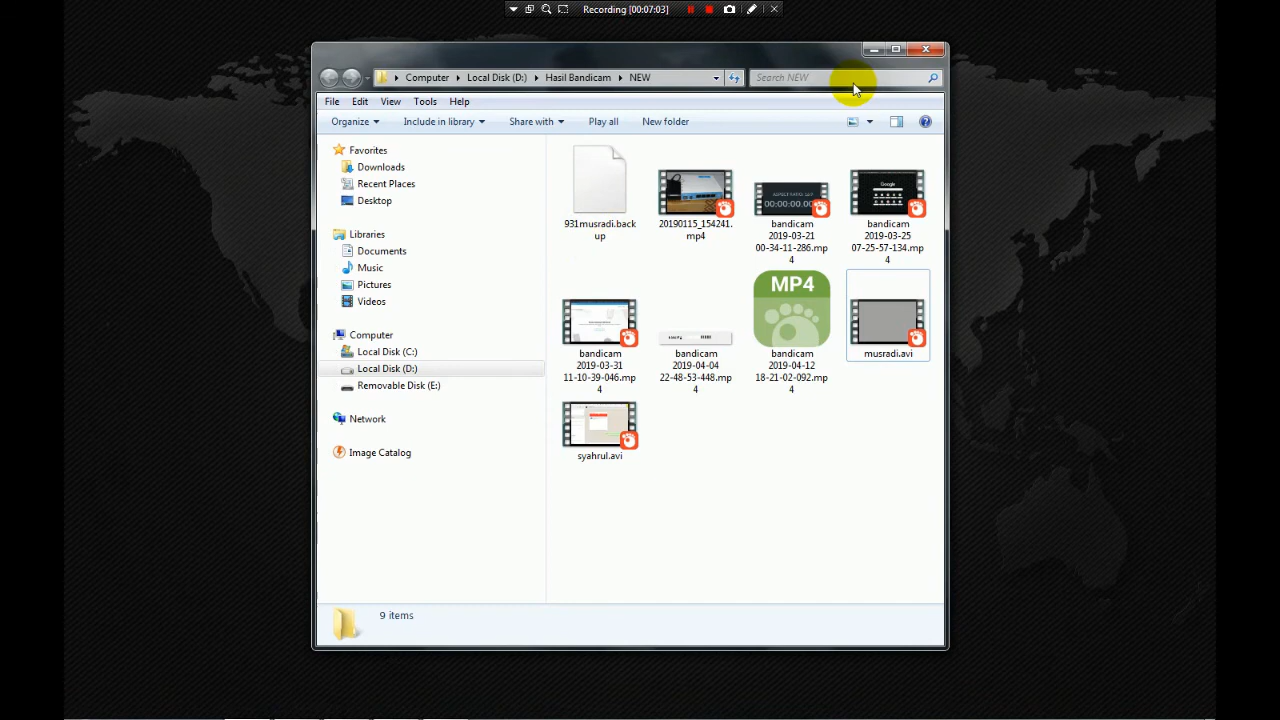 Recording [00:07:03]
Computer Local Disk (D:) Hasil Bandicam NEW
Search NEW
File Edit View Tools Help
Organize Include in library Share with Play all New folder
Favorites
Downloads
Recent Places
Desktop
Libraries
Documents
Music
Pictures
Videos
Computer
Local Disk (C:)
Local Disk (D:)
Removable Disk (E:)
Network
Image Catalog
931musradi.back
up
20190115_154241.
mp4
00:00:00.00
bandicam
2019-03-21
00-34-11-286.mp
4
Google
bandicam
2019-03-25
07-25-57-134.mp
4
bandicam
2019-03-31
11-10-39-046.mp
4
bandicam
2019-04-04
22-48-53-448.mp
4
MP4
bandicam
2019-04-12
18-21-02-092.mp
4
musradi.avi
syahrul.avi
9 items